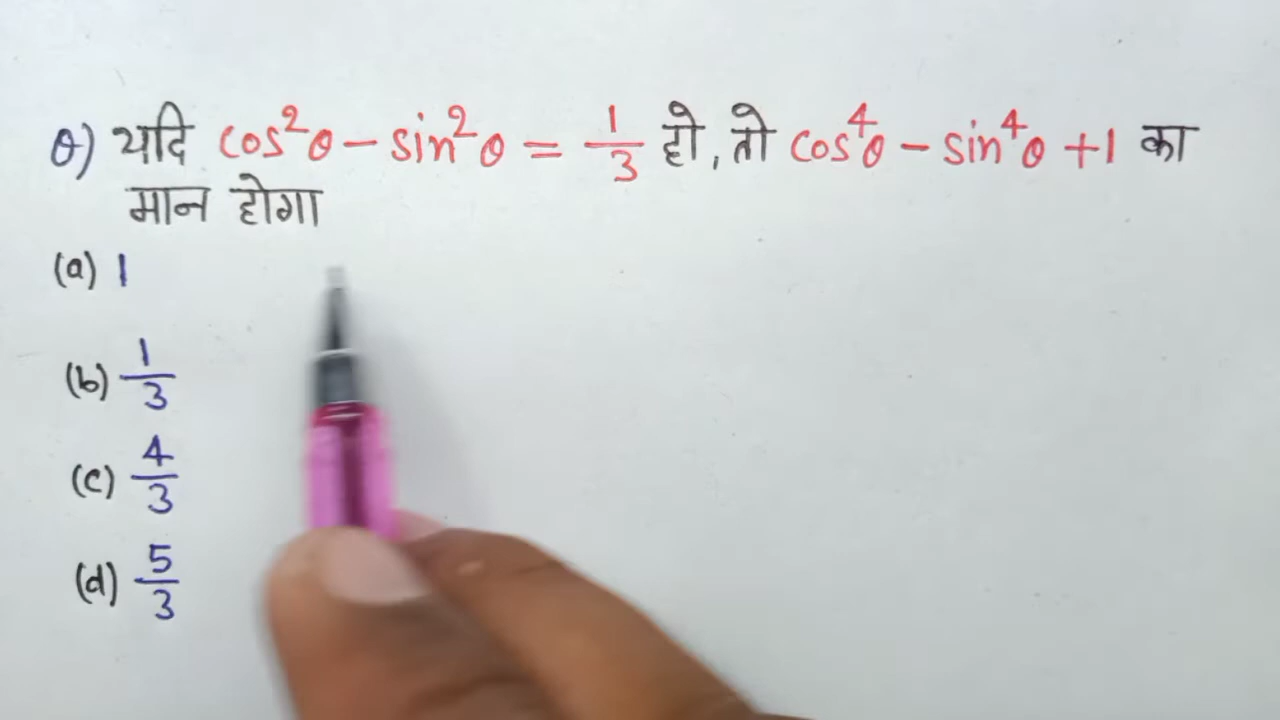 Q) यदि cos²θ - sin²θ = 1/3 हो, तो cos⁴θ - sin⁴θ + 1 का
मान होगा
(a) 1
(b) 1/3
(c) 4/3
(d) 5/3